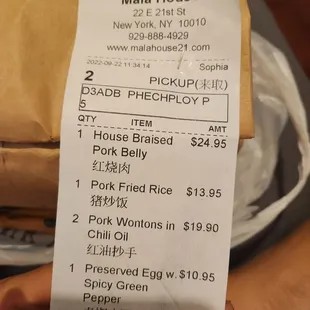 Mala House
22 E 21st St
New York, NY 10010
929-888-4929
www.malahouse21.com
2022-09-22 11:34:14 Sophia
2 PICKUP(来取)
D3ADB PHECHPLOY P
5
QTY ITEM AMT
1 House Braised $24.95
Pork Belly
红烧肉
1 Pork Fried Rice $13.95
猪炒饭
2 Pork Wontons in $19.90
Chili Oil
红油抄手
1 Preserved Egg w. $10.95
Spicy Green
Pepper